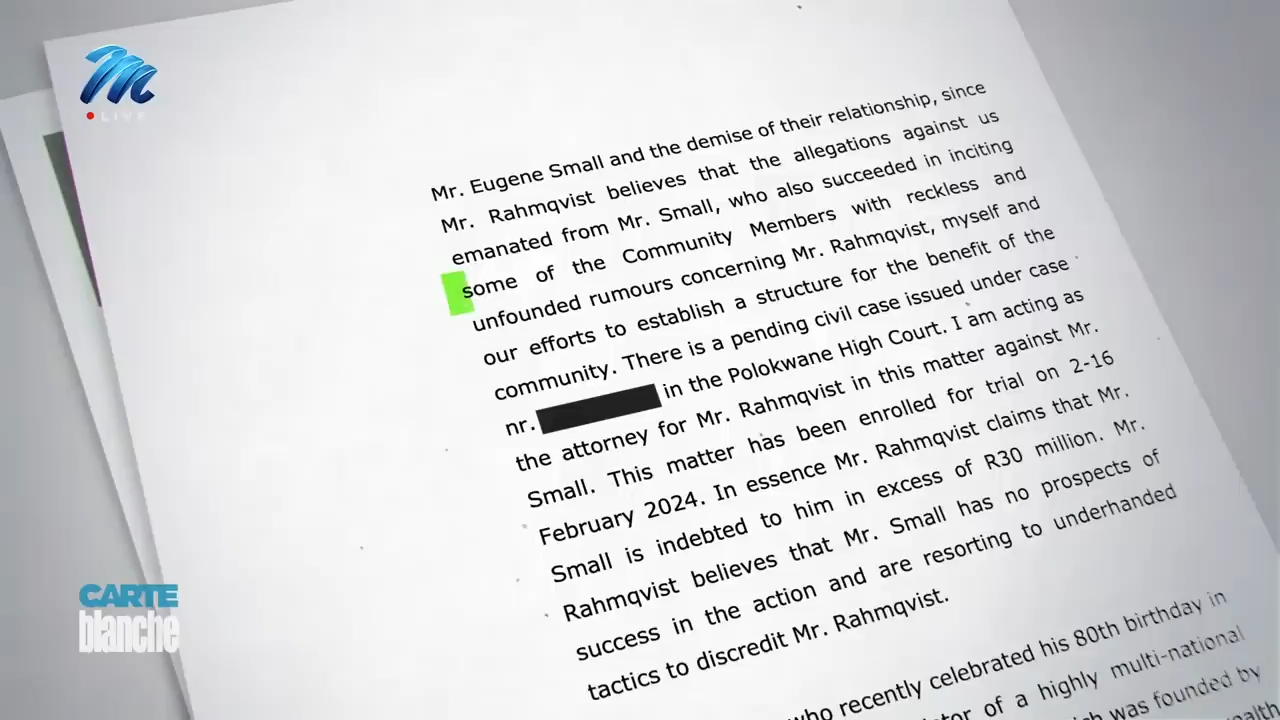 LIVE
Mr. Eugene Small and the demise of their relationship, since
Mr. Rahmqvist believes that the allegations against us
emanated from Mr. Small, who also succeeded in inciting
some of the Community Members with reckless and
unfounded rumours concerning Mr. Rahmqvist, myself and
our efforts to establish a structure for the benefit of the
community. There is a pending civil case issued under case
nr. in the Polokwane High Court. I am acting as
the attorney for Mr. Rahmqvist in this matter against Mr.
Small. This matter has been enrolled for trial on 2-16
February 2024. In essence Mr. Rahmqvist claims that Mr.
Small is indebted to him in excess of R30 million. Mr.
Rahmqvist believes that Mr. Small has no prospects of
success in the action and are resorting to underhanded
tactics to discredit Mr. Rahmqvist.
who recently celebrated his 80th birthday in
of a highly multi-national
was founded by
CARTE
blanche